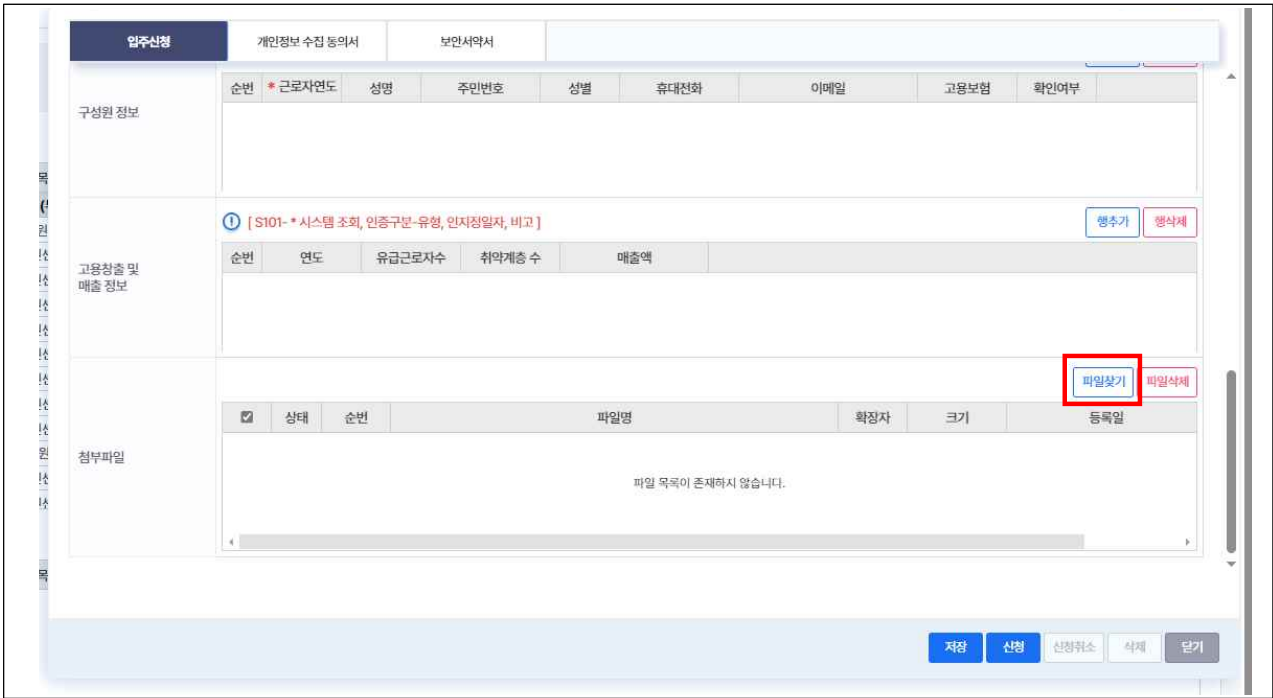 입주신청 개인정보 수집 동의서 보안서약서
순번 * 근로자연도 성명 주민번호 성별 휴대전화 이메일 고용보험 확인여부
구성원 정보
[ S101- * 시스템 조회, 인증구분-유형, 인지정일자, 비고 ] 행추가 행삭제
순번 연도 유급근로자수 취약계층 수 매출액
고용창출 및
매출 정보
파일찾기 파일삭제
상태 순번 파일명 확장자 크기 등록일
첨부파일
파일 목록이 존재하지 않습니다.
저장 신청 신청취소 삭제 닫기